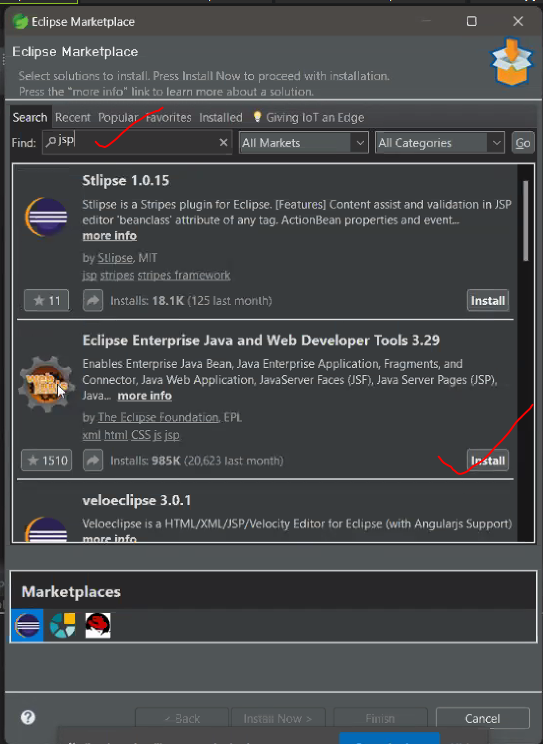 Eclipse Marketplace
Eclipse Marketplace
Select solutions to install. Press Install Now to proceed with installation.
Press the "more info" link to learn more about a solution.
Search Recent Popular Favorites Installed Giving IoT an Edge
Find: jsp All Markets All Categories Go
Stlipse 1.0.15
Stlipse is a Stripes plugin for Eclipse. [Features] Content assist and validation in JSP
editor 'beanclass' attribute of any tag. ActionBean properties and event...
more info
by Stlipse, MIT
jsp stripes stripes framework
11 Installs: 18.1K (125 last month) Install
Eclipse Enterprise Java and Web Developer Tools 3.29
Enables Enterprise Java Bean, Java Enterprise Application, Fragments, and
Connector, Java Web Application, JavaServer Faces (JSF), Java Server Pages (JSP),
Java... more info
by The Eclipse Foundation, EPL
xml html CSS js jsp
1510 Installs: 985K (20,623 last month) Install
veloeclipse 3.0.1
Veloeclipse is a HTML/XML/JSP/Velocity Editor for Eclipse (with Angularjs Support)
more info
Marketplaces
? < Back Install Now > Finish Cancel